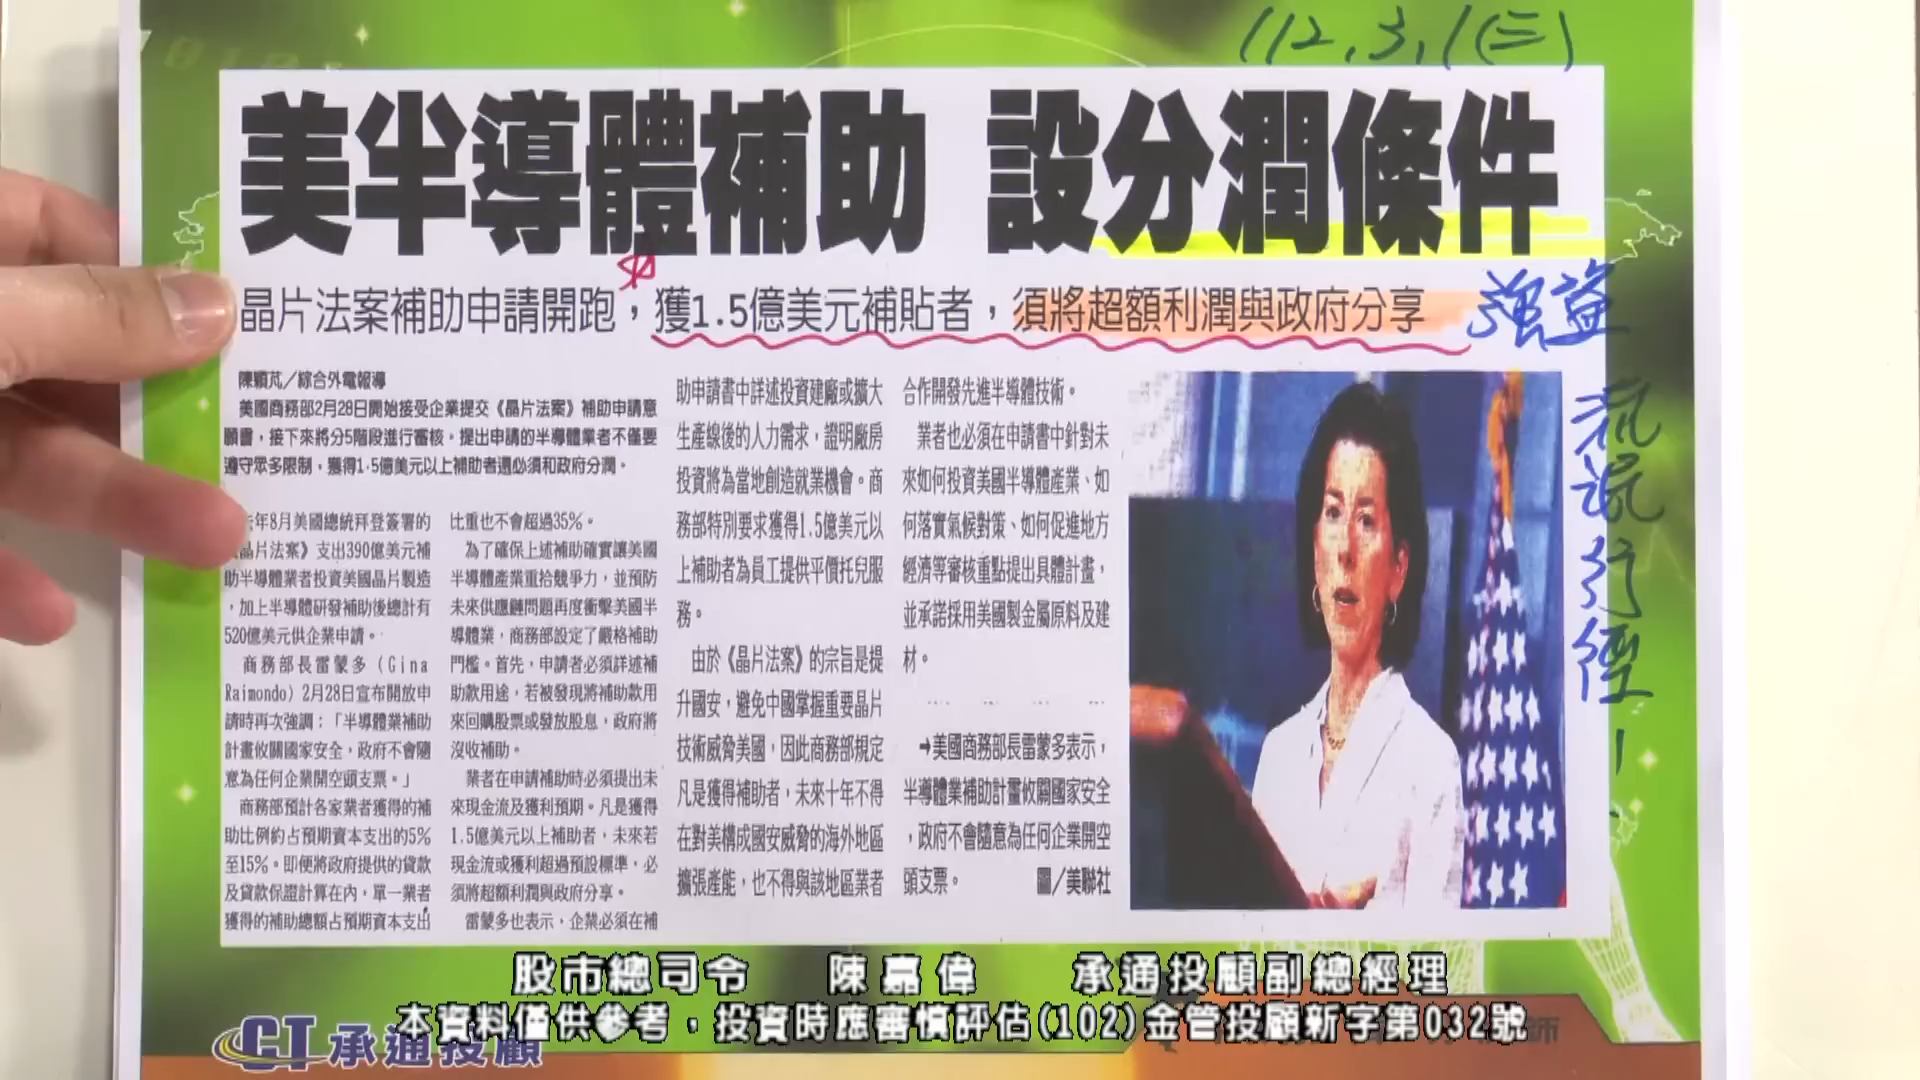 112.3.1(三)
美半導體補助 設分潤條件
晶片法案補助申請開跑，獲1.5億美元補貼者，須將超額利潤與政府分享
強盜
流氓行徑！
陳穎芃／綜合外電報導
美國商務部2月28日開始接受企業提交《晶片法案》補助申請意
願書，接下來將分5階段進行審核。提出申請的半導體業者不僅要
遵守眾多限制，獲得1.5億美元以上補助者還必須和政府分潤。
年8月美國總統拜登簽署的
晶片法案》支出390億美元補
助半導體業者投資美國晶片製造
，加上半導體研發補助後總計有
520億美元供企業申請。
商務部長雷蒙多（Gina
Raimondo）2月28日宣布開放申
請時再次強調：「半導體業補助
計畫攸關國家安全，政府不會隨
意為任何企業開空頭支票。」
商務部預計各家業者獲得的補
助比例約占預期資本支出的5%
至15%。即便將政府提供的貸款
及貸款保證計算在內，單一業者
獲得的補助總額占預期資本支出
比重也不會超過35%。
為了確保上述補助確實讓美國
半導體產業重拾競爭力，並預防
未來供應鏈問題再度衝擊美國半
導體業，商務部設定了嚴格補助
門檻。首先，申請者必須詳述補
助款用途，若被發現將補助款用
來回購股票或發放股息，政府將
沒收補助。
業者在申請補助時必須提出未
來現金流及獲利預期。凡是獲得
1.5億美元以上補助者，未來若
現金流或獲利超過預設標準，必
須將超額利潤與政府分享。
雷蒙多也表示，企業必須在補
助申請書中詳述投資建廠或擴大
生產線後的人力需求，證明廠房
投資將為當地創造就業機會。商
務部特別要求獲得1.5億美元以
上補助者為員工提供平價托兒服
務。
由於《晶片法案》的宗旨是提
升國安，避免中國掌握重要晶片
技術威脅美國，因此商務部規定
凡是獲得補助者，未來十年不得
在對美構成國安威脅的海外地區
擴張產能，也不得與該地區業者
合作開發先進半導體技術。
業者也必須在申請書中針對未
來如何投資美國半導體產業、如
何落實氣候對策、如何促進地方
經濟等審核重點提出具體計畫，
並承諾採用美國製金屬原料及建
材。
➔美國商務部長雷蒙多表示，
半導體業補助計畫攸關國家安全
，政府不會隨意為任何企業開空
頭支票。 圖／美聯社
股市總司令 陳嘉偉 承通投顧副總經理
本資料僅供參考，投資時應審慎評估(102)金管投顧新字第032號
CT承通投顧
師